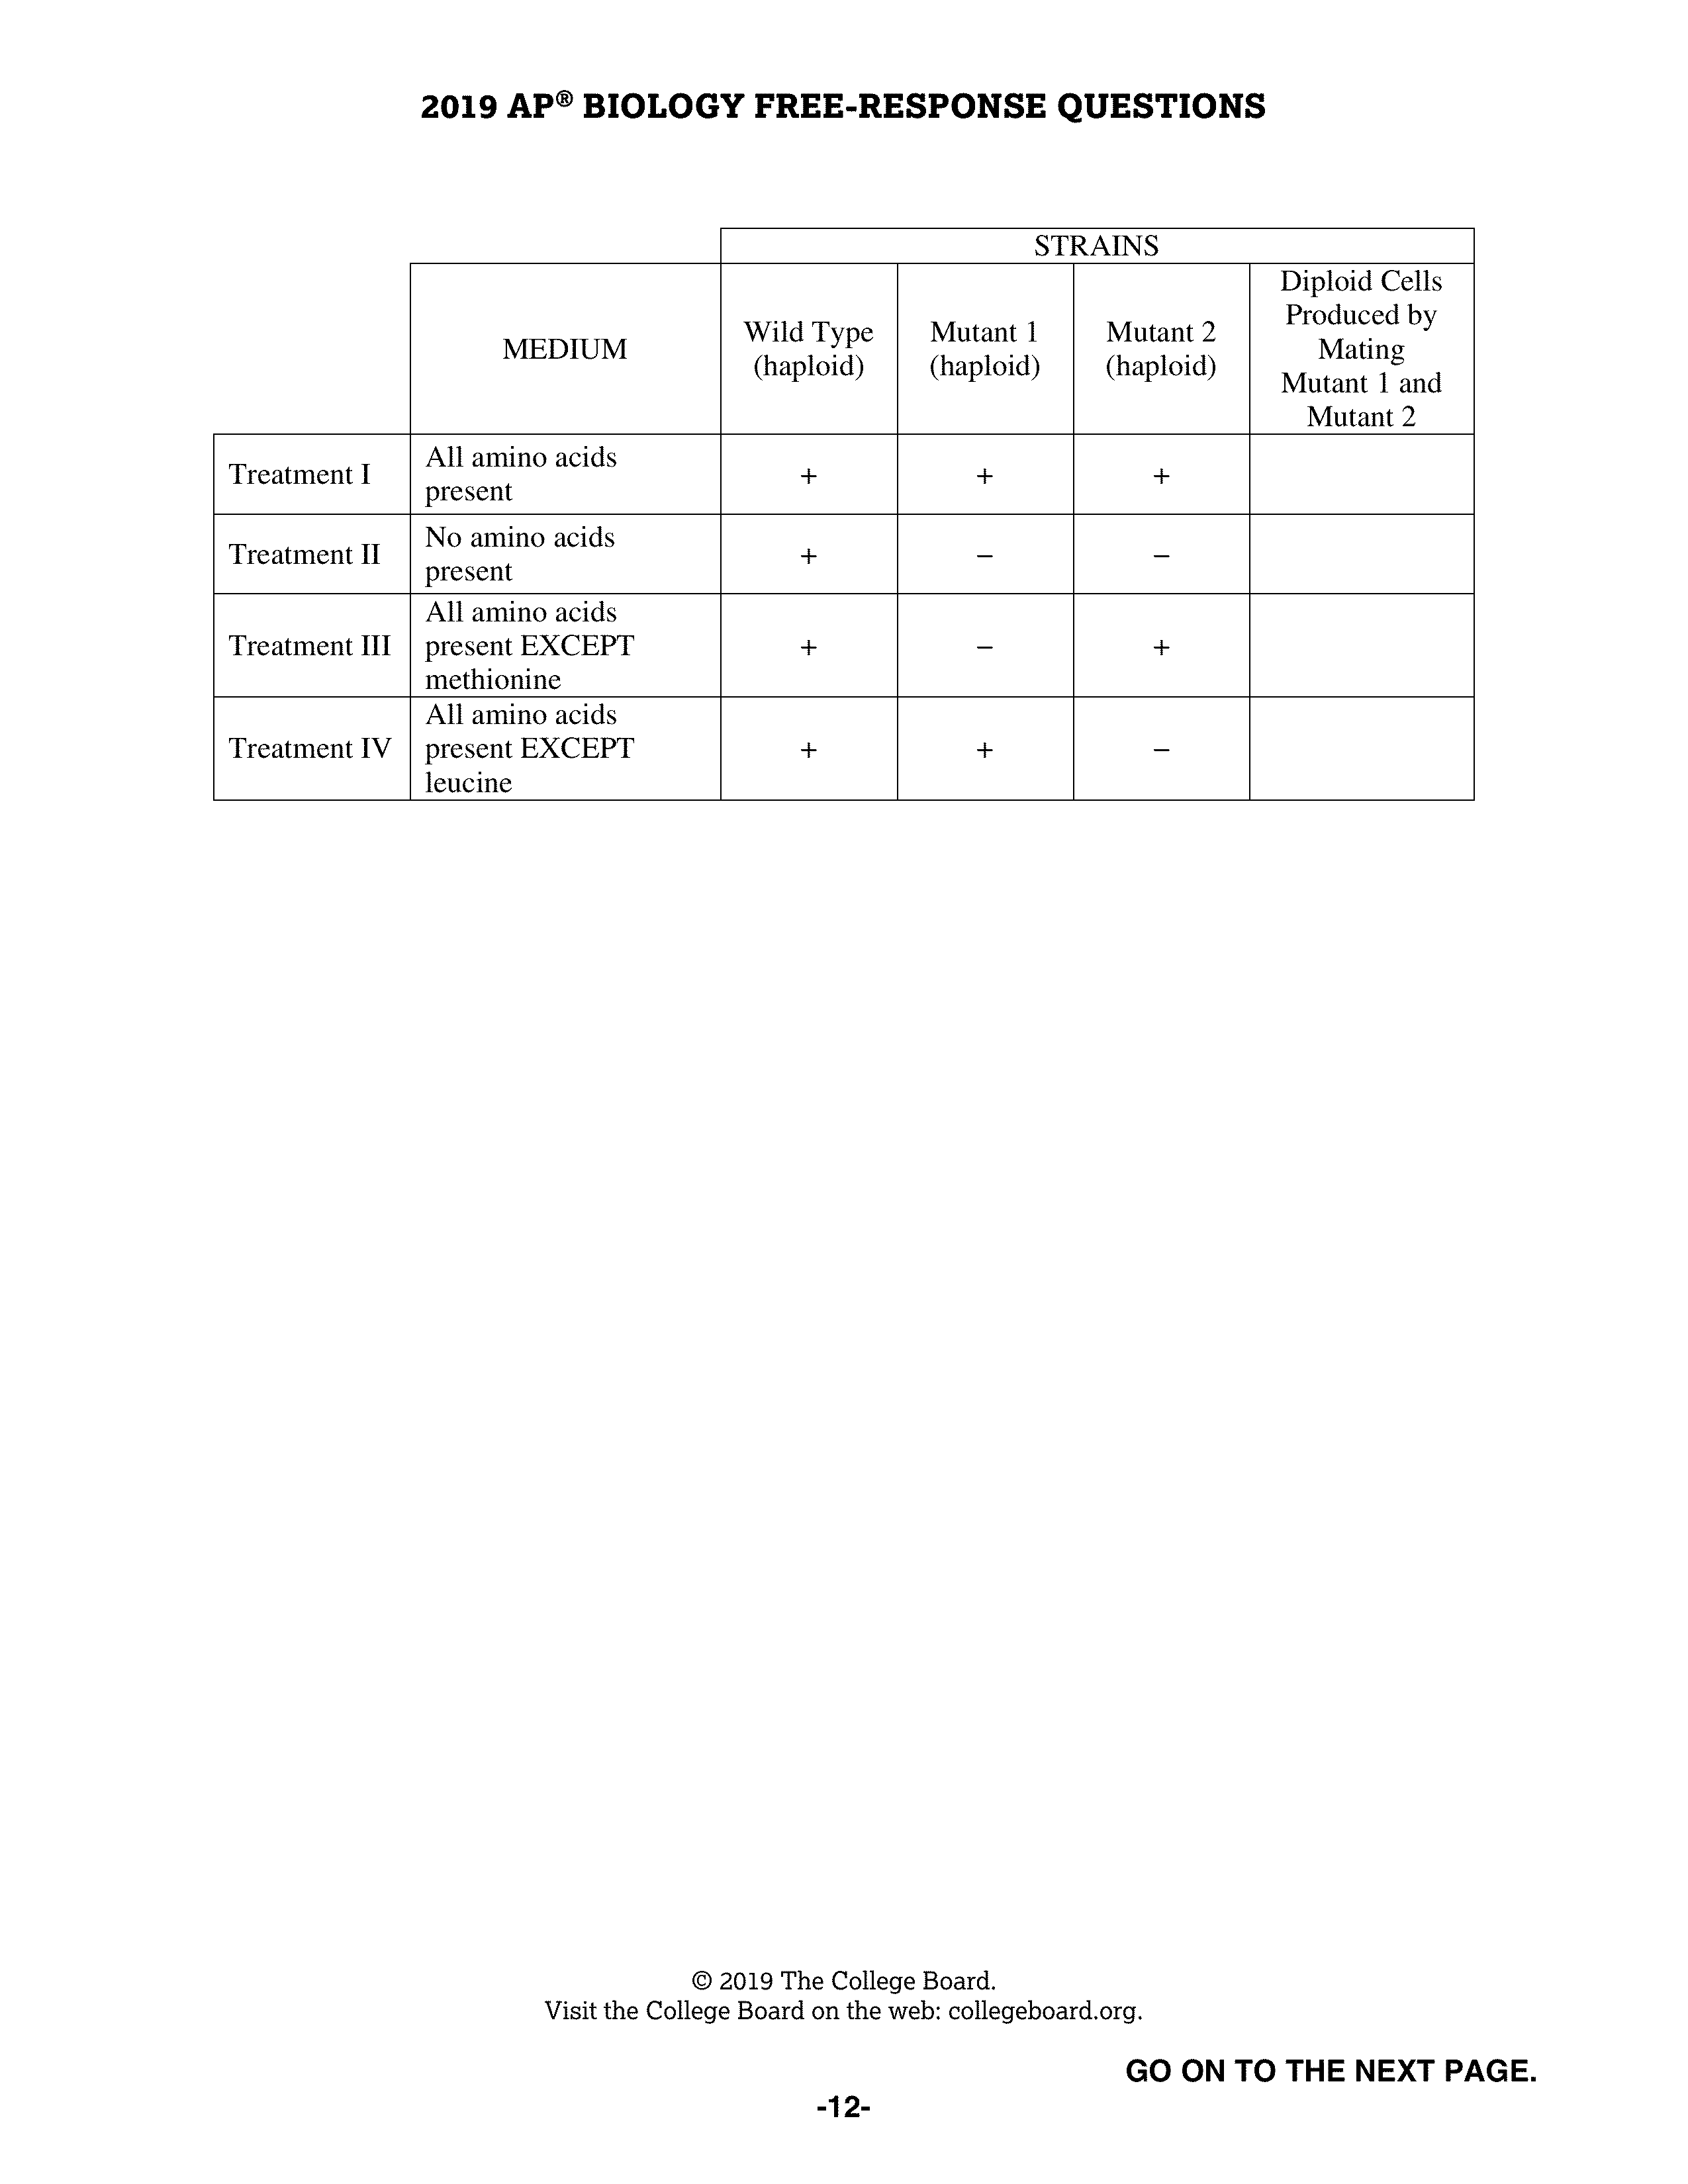 2019 AP® BIOLOGY FREE-RESPONSE QUESTIONS
STRAINS
MEDIUM
Wild Type
(haploid)
Mutant 1
(haploid)
Mutant 2
(haploid)
Diploid Cells
Produced by
Mating
Mutant 1 and
Mutant 2
Treatment I
All amino acids
present
+
+
+
Treatment II
No amino acids
present
+
–
–
Treatment III
All amino acids
present EXCEPT
methionine
+
–
+
Treatment IV
All amino acids
present EXCEPT
leucine
+
+
–
© 2019 The College Board.
Visit the College Board on the web: collegeboard.org.
GO ON TO THE NEXT PAGE.
-12-